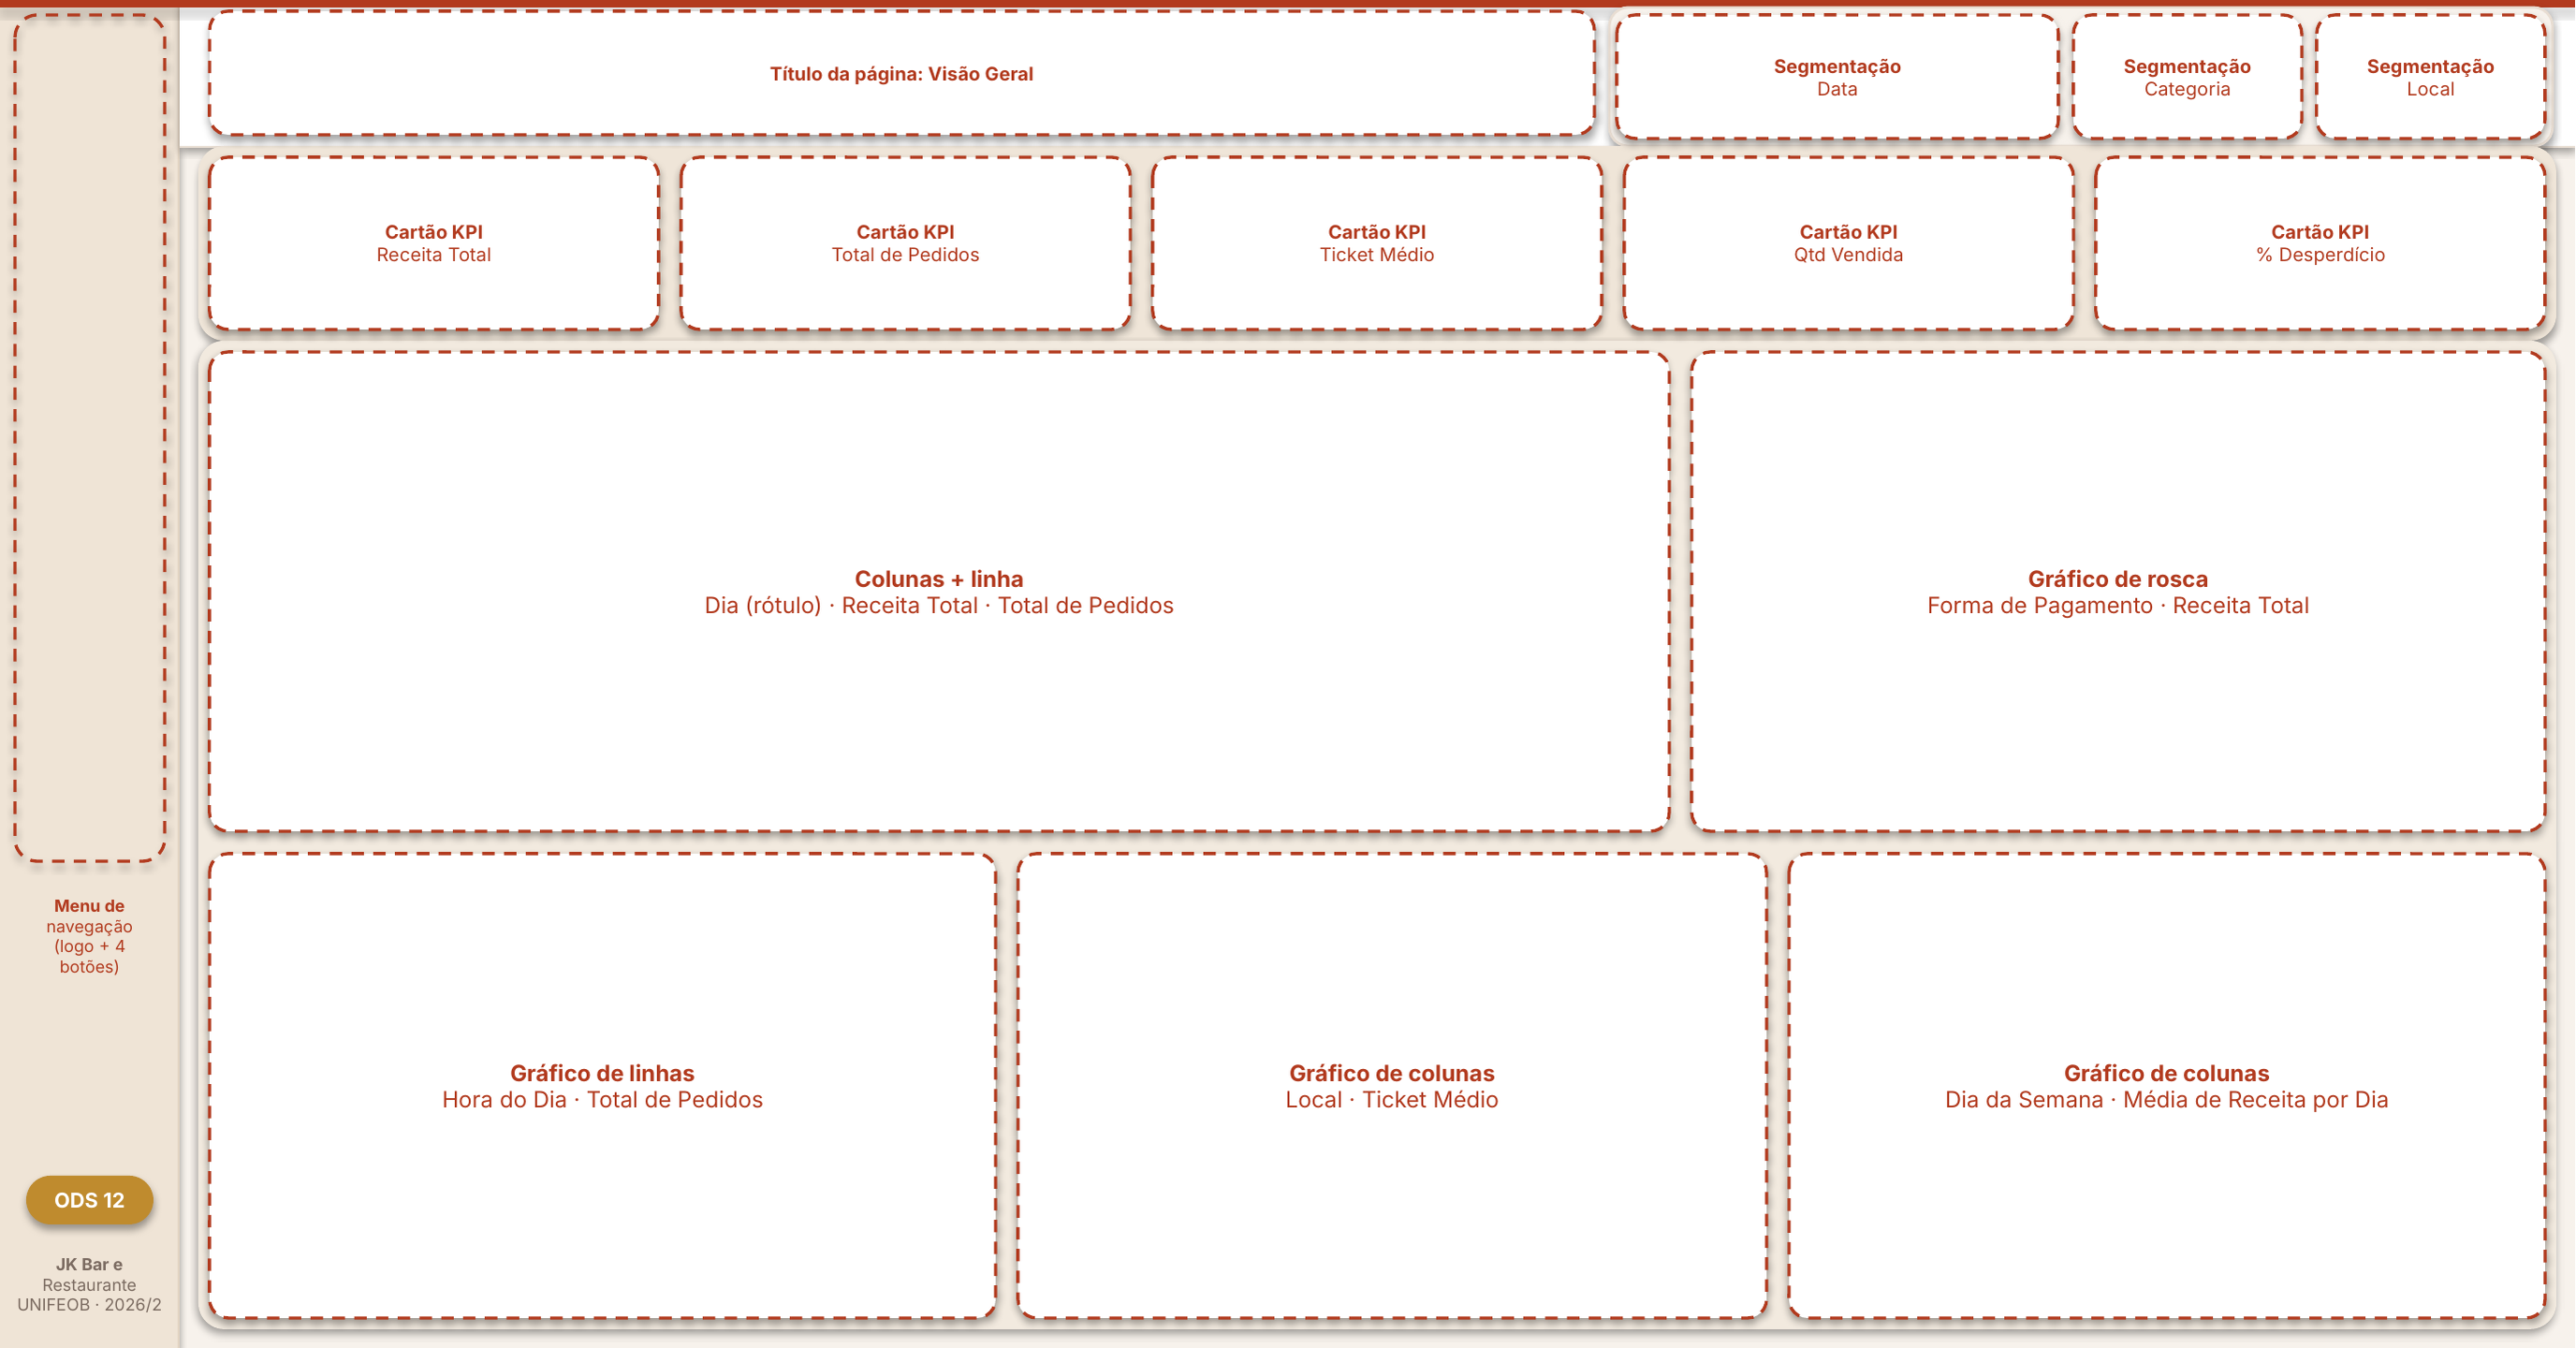 Título da página: Visão Geral
Segmentação
Data
Segmentação
Categoria
Segmentação
Local
Cartão KPI
Receita Total
Cartão KPI
Total de Pedidos
Cartão KPI
Ticket Médio
Cartão KPI
Qtd Vendida
Cartão KPI
% Desperdício
Colunas + linha
Dia (rótulo) · Receita Total · Total de Pedidos
Gráfico de rosca
Forma de Pagamento · Receita Total
Menu de
navegação
(logo + 4
botões)
Gráfico de linhas
Hora do Dia · Total de Pedidos
Gráfico de colunas
Local · Ticket Médio
Gráfico de colunas
Dia da Semana · Média de Receita por Dia
ODS 12
JK Bar e
Restaurante
UNIFEOB · 2026/2